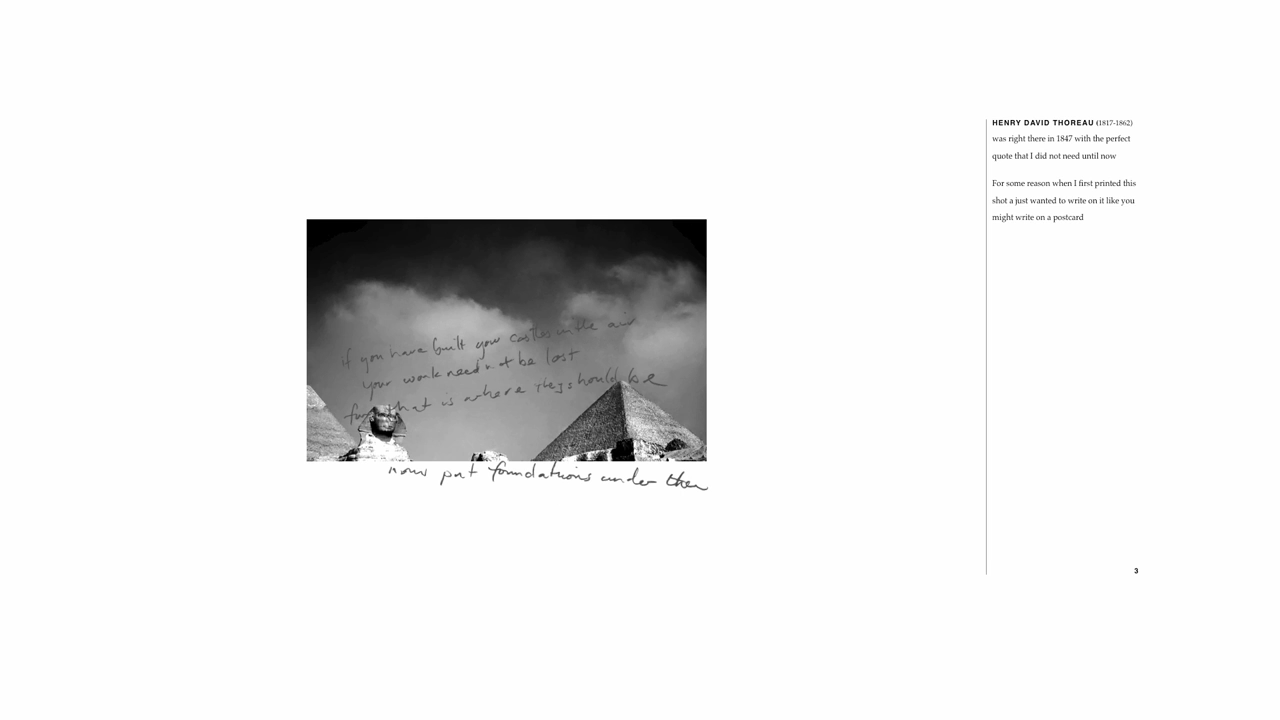 if you have built your castles in the air
your work need not be lost
for that is where they should be
now put foundations under them
HENRY DAVID THOREAU (1817-1862)
was right there in 1847 with the perfect
quote that I did not need until now
For some reason when I first printed this
shot a just wanted to write on it like you
might write on a postcard
3